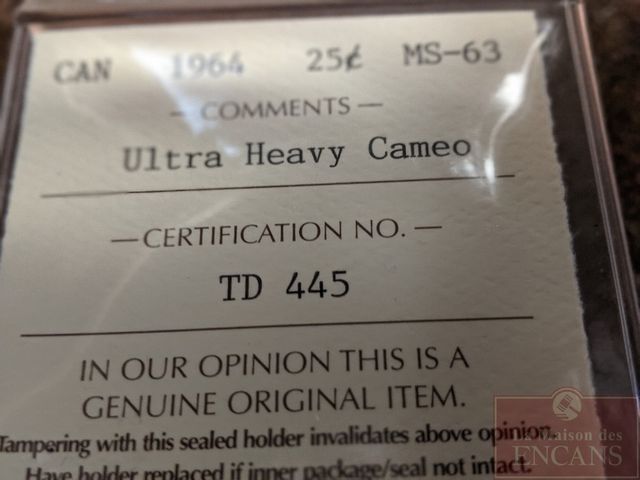 CAN 1964 25¢ MS-63
— COMMENTS —
Ultra Heavy Cameo
— CERTIFICATION NO. —
TD 445
IN OUR OPINION THIS IS A
GENUINE ORIGINAL ITEM.
Tampering with this sealed holder invalidates above opinion.
Have holder replaced if inner package/seal not intact.
Maison des
ENCANS